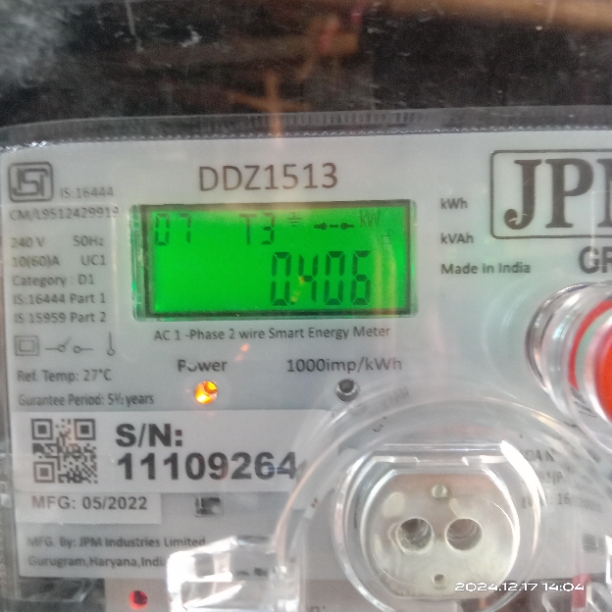 IS:16444
CM/L9512429919
DDZ1513
240 V 50Hz
10(60)A UC1
Category : D1
IS:16444 Part 1
IS 15959 Part 2
07 T3 kW
0.406
kWh
kVAh
Made in India
JP
AC 1 -Phase 2 wire Smart Energy Meter
Ref. Temp: 27°C
Gurantee Period: 5½ years
Power 1000imp/kWh
S/N:
11109264
MFG: 05/2022
MFG. By: JPM Industries Limited
Gurugram,Haryana,Indi
2024.12.17 14:04